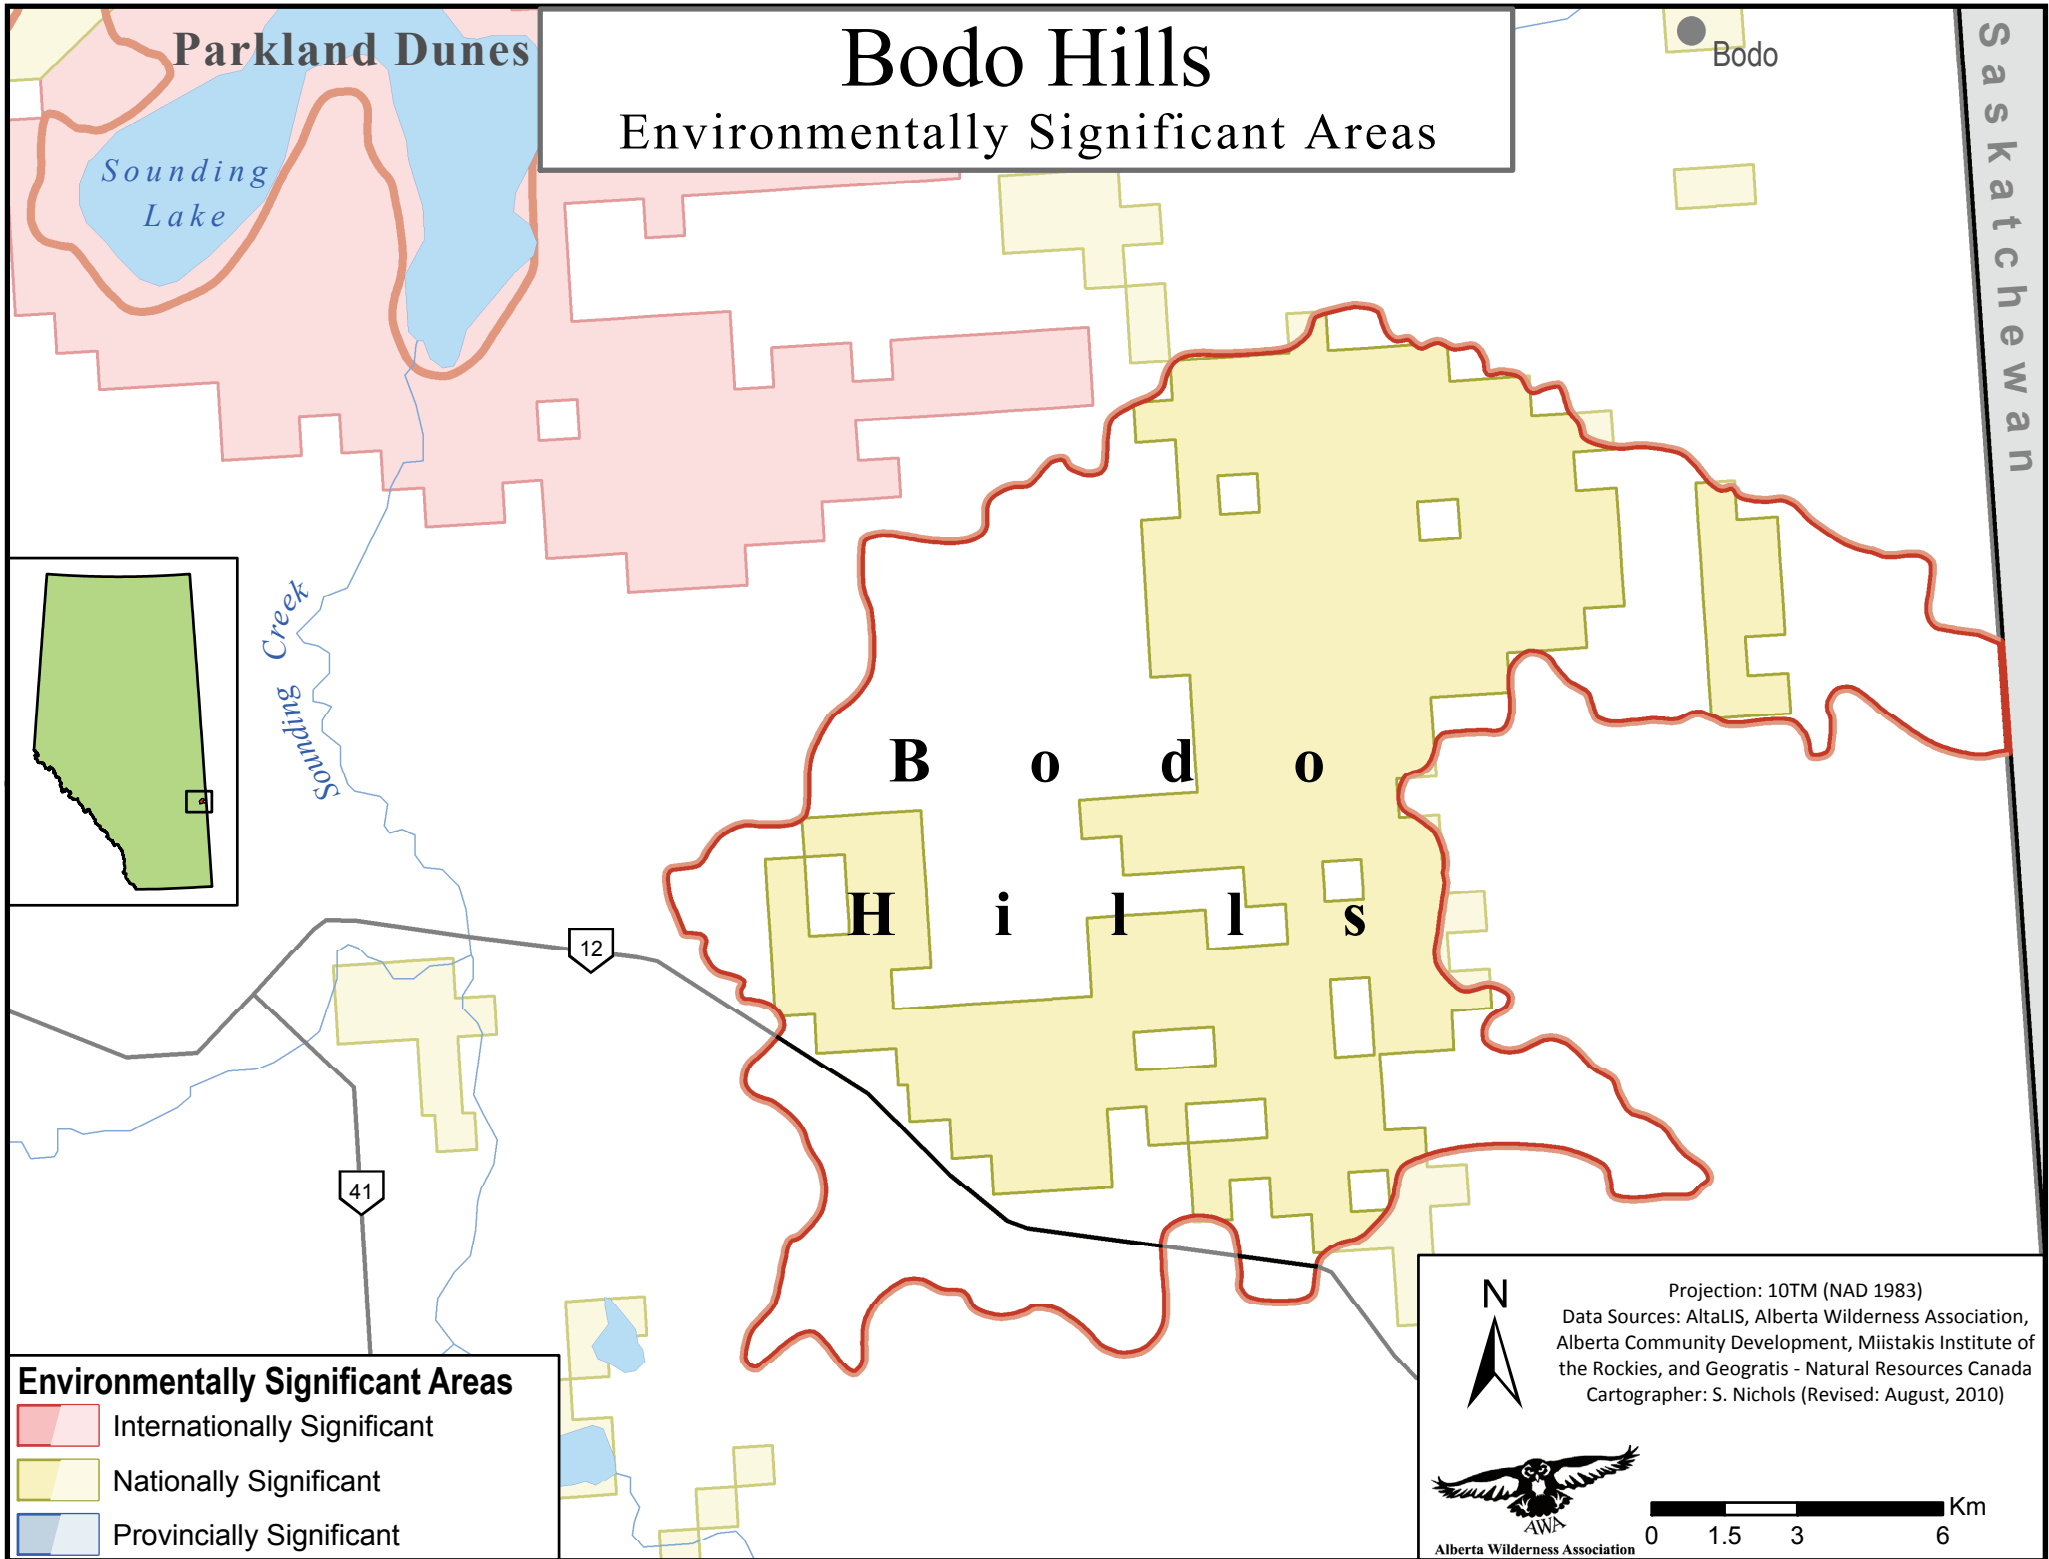 Bodo Hills
Environmentally Significant Areas
Parkland Dunes
Bodo
Saskatchewan
Sounding
Lake
Sounding Creek
Bodo
Hills
12
41
Environmentally Significant Areas
Internationally Significant
Nationally Significant
Provincially Significant
N
Projection: 10TM (NAD 1983)
Data Sources: AltaLIS, Alberta Wilderness Association,
Alberta Community Development, Miistakis Institute of
the Rockies, and Geogratis - Natural Resources Canada
Cartographer: S. Nichols (Revised: August, 2010)
AWA
Alberta Wilderness Association
Km
0 1.5 3 6